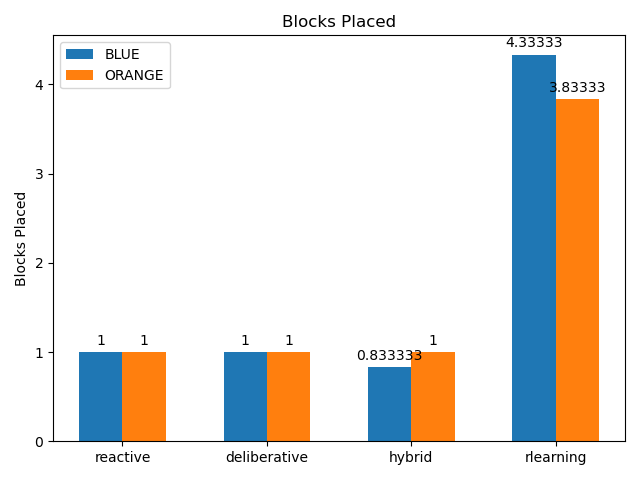 Blocks Placed
BLUE
ORANGE
Blocks Placed
4
3
2
1
0
1
1
1
1
0.833333
1
4.33333
3.83333
reactive
deliberative
hybrid
rlearning